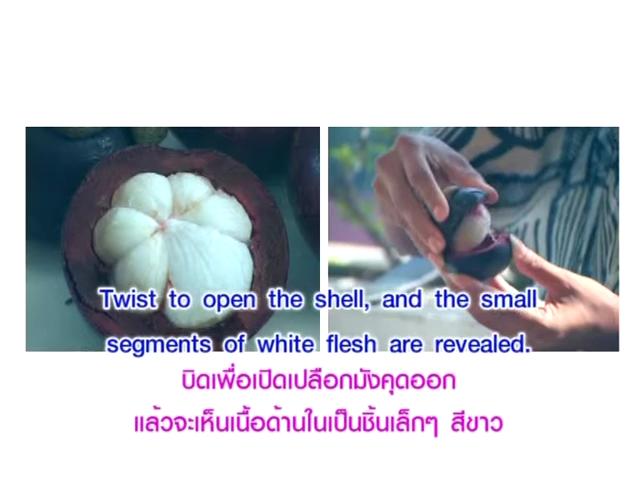 Twist to open the shell, and the small
segments of white flesh are revealed.
บิดเพื่อเปิดเปลือกมังคุดออก
แล้วจะเห็นเนื้อด้านในเป็นชิ้นเล็กๆ สีขาว